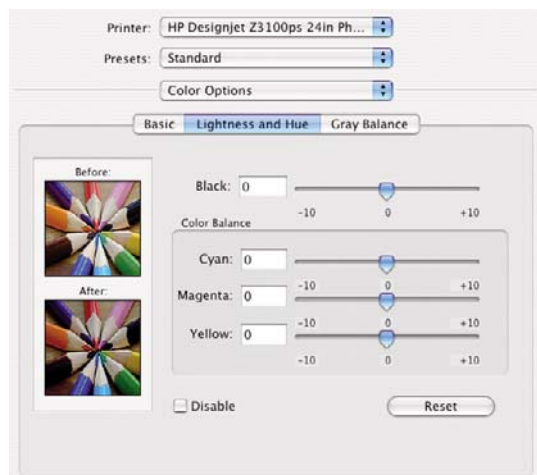 Printer: HP Designjet Z3100ps 24in Ph...
Presets: Standard
Color Options
Basic Lightness and Hue Gray Balance
Before:
After:
Black: 0
-10 0 +10
Color Balance
Cyan: 0
-10 0 +10
Magenta: 0
-10 0 +10
Yellow: 0
-10 0 +10
Disable
Reset